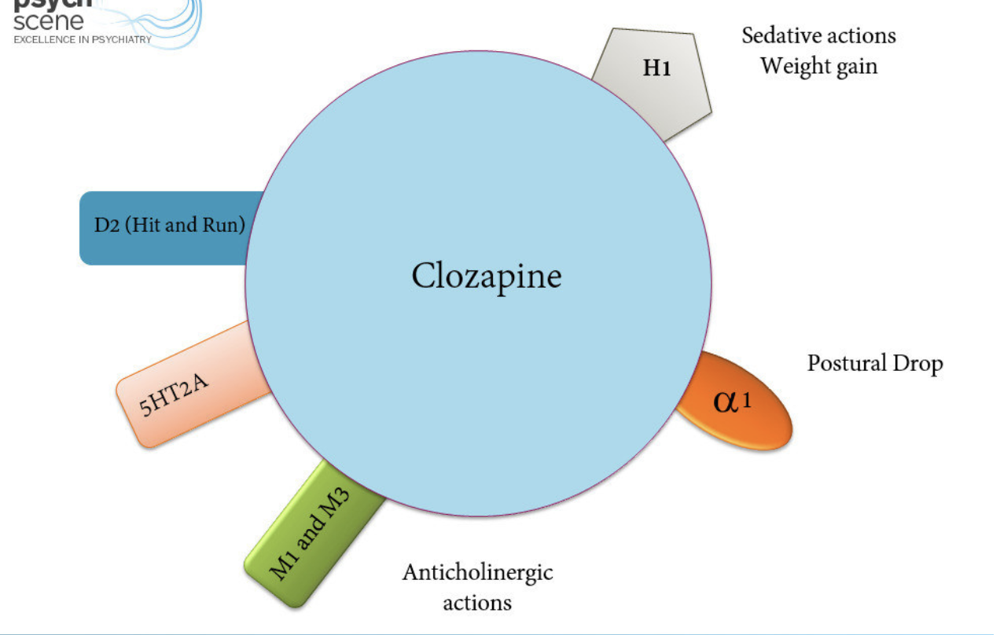 psych
scene
EXCELLENCE IN PSYCHIATRY
H1
Sedative actions
Weight gain
D2 (Hit and Run)
Clozapine
5HT2A
α1
Postural Drop
M1 and M3
Anticholinergic
actions